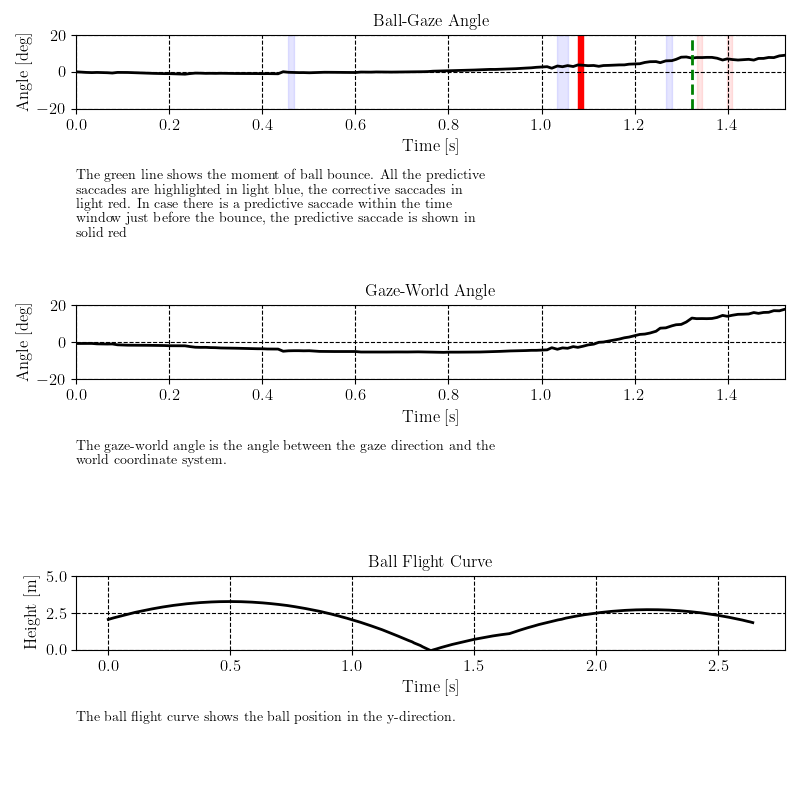 Ball-Gaze Angle
Angle [deg]
20
0
−20
0.0 0.2 0.4 0.6 0.8 1.0 1.2 1.4
Time [s]
The green line shows the moment of ball bounce. All the predictive
saccades are highlighted in light blue, the corrective saccades in
light red. In case there is a predictive saccade within the time
window just before the bounce, the predictive saccade is shown in
solid red
Gaze-World Angle
Angle [deg]
20
0
−20
0.0 0.2 0.4 0.6 0.8 1.0 1.2 1.4
Time [s]
The gaze-world angle is the angle between the gaze direction and the
world coordinate system.
Ball Flight Curve
Height [m]
5.0
2.5
0.0
0.0 0.5 1.0 1.5 2.0 2.5
Time [s]
The ball flight curve shows the ball position in the y-direction.